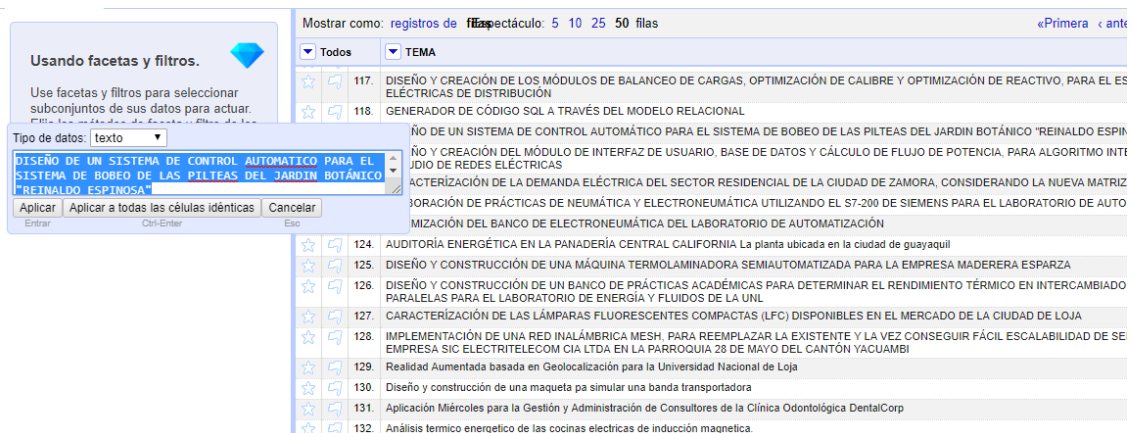 Mostrar como: registros de filas Espectáculo: 5 10 25 50 filas «Primera ‹ ante
Todos TEMA
Usando facetas y filtros.
Use facetas y filtros para seleccionar
subconjuntos de sus datos para actuar.
Elija los métodos de faceta y filtro de los
Tipo de datos: texto
DISEÑO DE UN SISTEMA DE CONTROL AUTOMATICO PARA EL
SISTEMA DE BOBEO DE LAS PILTEAS DEL JARDIN BOTÁNICO
"REINALDO ESPINOSA"
Aplicar Aplicar a todas las células idénticas Cancelar
Entrar Ctrl-Enter Esc
117. DISEÑO Y CREACIÓN DE LOS MÓDULOS DE BALANCEO DE CARGAS, OPTIMIZACIÓN DE CALIBRE Y OPTIMIZACIÓN DE REACTIVO, PARA EL ES
ELÉCTRICAS DE DISTRIBUCIÓN
118. GENERADOR DE CÓDIGO SQL A TRAVÉS DEL MODELO RELACIONAL
ÑO DE UN SISTEMA DE CONTROL AUTOMÁTICO PARA EL SISTEMA DE BOBEO DE LAS PILTEAS DEL JARDIN BOTÁNICO "REINALDO ESPIN
ÑO Y CREACIÓN DEL MÓDULO DE INTERFAZ DE USUARIO, BASE DE DATOS Y CÁLCULO DE FLUJO DE POTENCIA, PARA ALGORITMO INTE
UDIO DE REDES ELÉCTRICAS
ACTERÍZACIÓN DE LA DEMANDA ELÉCTRICA DEL SECTOR RESIDENCIAL DE LA CIUDAD DE ZAMORA, CONSIDERANDO LA NUEVA MATRIZ
BORACIÓN DE PRÁCTICAS DE NEUMÁTICA Y ELECTRONEUMÁTICA UTILIZANDO EL S7-200 DE SIEMENS PARA EL LABORATORIO DE AUTO
MIZACIÓN DEL BANCO DE ELECTRONEUMÁTICA DEL LABORATORIO DE AUTOMATIZACIÓN
124. AUDITORÍA ENERGÉTICA EN LA PANADERÍA CENTRAL CALIFORNIA La planta ubicada en la ciudad de guayaquil
125. DISEÑO Y CONSTRUCCIÓN DE UNA MÁQUINA TERMOLAMINADORA SEMIAUTOMATIZADA PARA LA EMPRESA MADERERA ESPARZA
126. DISEÑO Y CONSTRUCCIÓN DE UN BANCO DE PRÁCTICAS ACADÉMICAS PARA DETERMINAR EL RENDIMIENTO TÉRMICO EN INTERCAMBIADO
PARALELAS PARA EL LABORATORIO DE ENERGÍA Y FLUIDOS DE LA UNL
127. CARACTERÍZACIÓN DE LAS LÁMPARAS FLUORESCENTES COMPACTAS (LFC) DISPONIBLES EN EL MERCADO DE LA CIUDAD DE LOJA
128. IMPLEMENTACIÓN DE UNA RED INALÁMBRICA MESH, PARA REEMPLAZAR LA EXISTENTE Y LA VEZ CONSEGUIR FÁCIL ESCALABILIDAD DE SE
EMPRESA SIC ELECTRITELECOM CIA LTDA EN LA PARROQUIA 28 DE MAYO DEL CANTÓN YACUAMBI
129. Realidad Aumentada basada en Geolocalización para la Universidad Nacional de Loja
130. Diseño y construcción de una maqueta pa simular una banda transportadora
131. Aplicación Miércoles para la Gestión y Administración de Consultores de la Clínica Odontológica DentalCorp
132. Análisis termico energetico de las cocinas electricas de inducción magnetica.